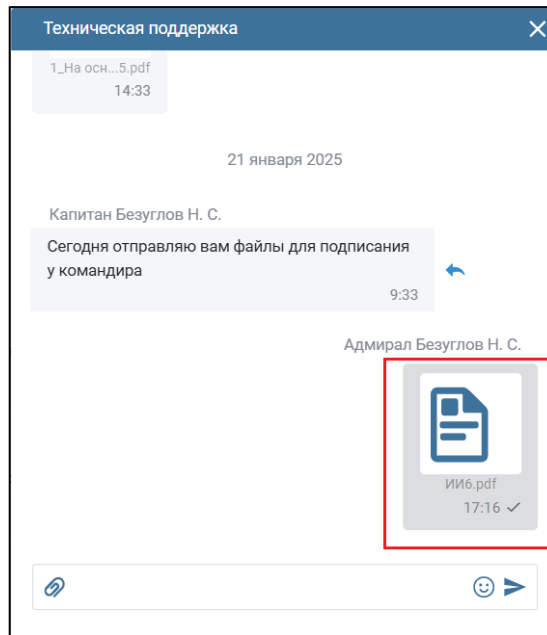 Техническая поддержка
1_На осн...5.pdf
14:33
21 января 2025
Капитан Безуглов Н. С.
Сегодня отправляю вам файлы для подписания
у командира
9:33
Адмирал Безуглов Н. С.
ИИ6.pdf
17:16